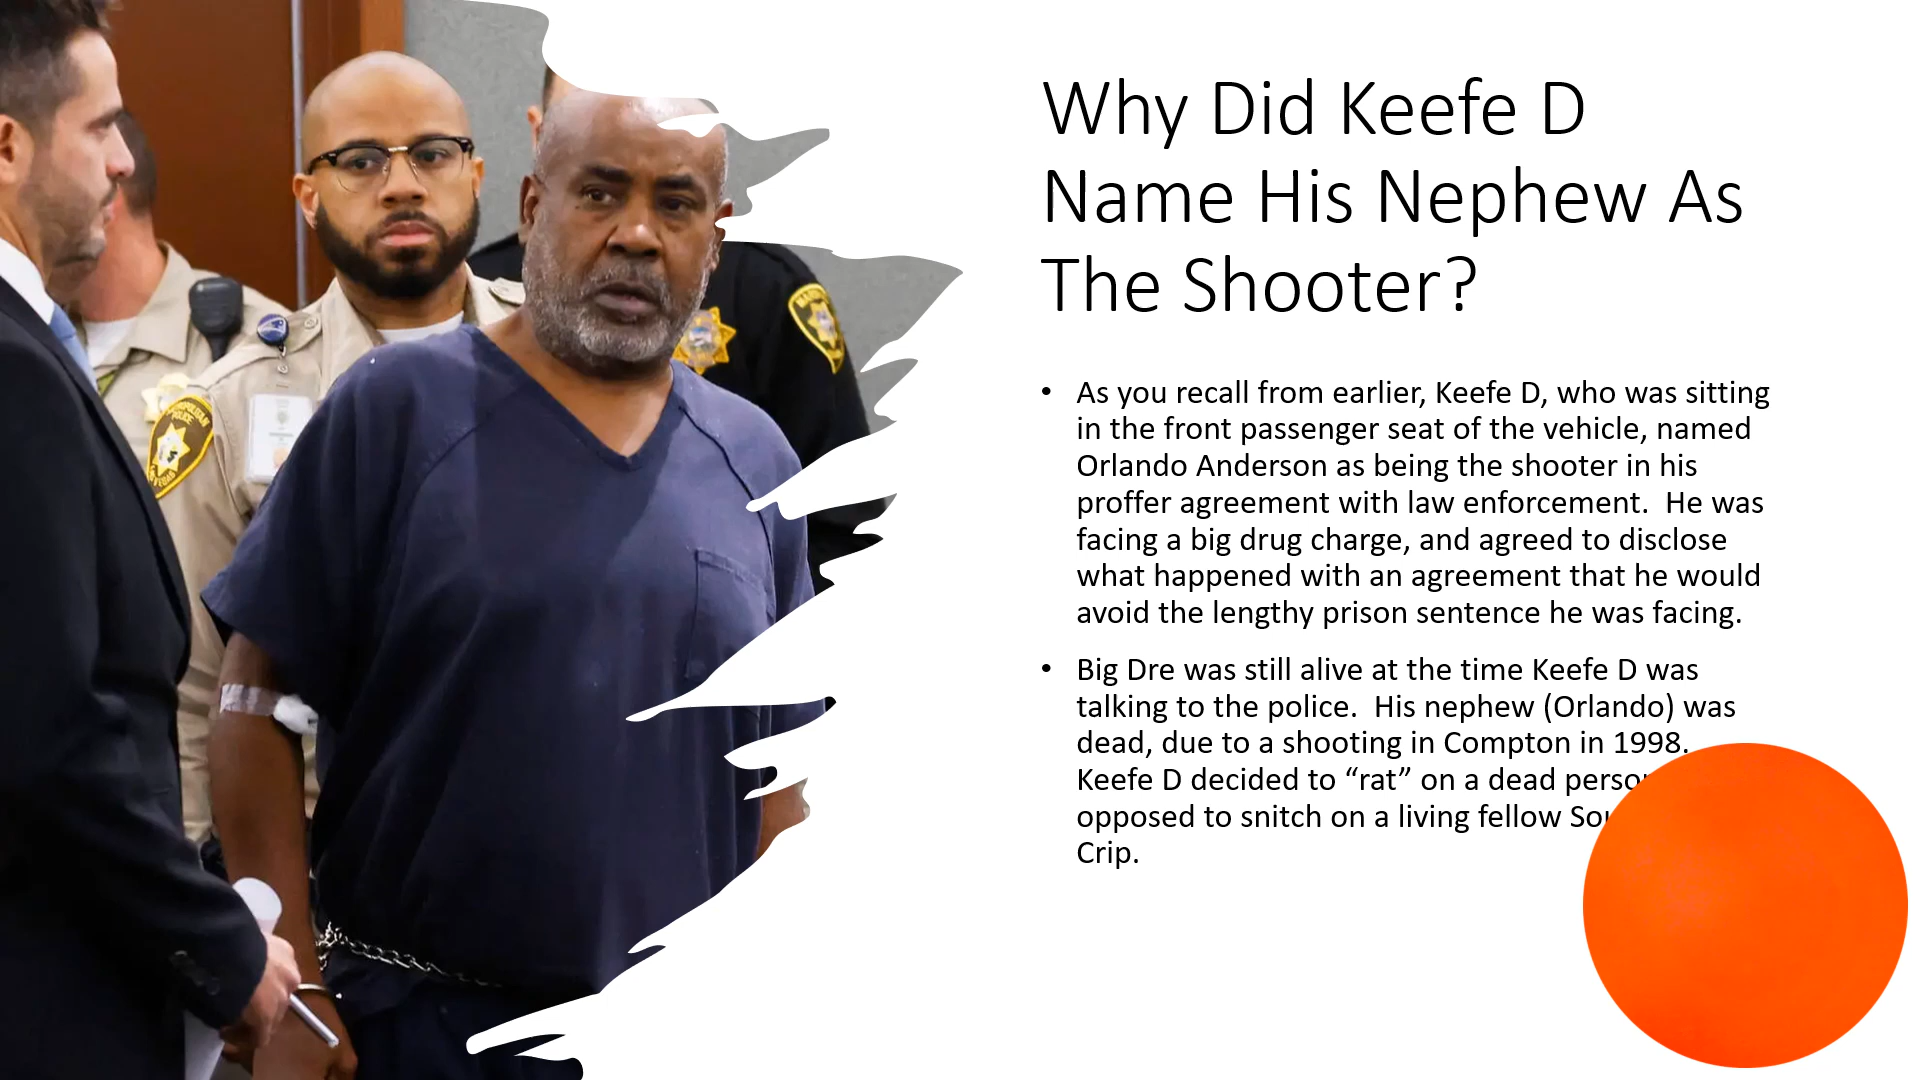 Why Did Keefe D
Name His Nephew As
The Shooter?
• As you recall from earlier, Keefe D, who was sitting
in the front passenger seat of the vehicle, named
Orlando Anderson as being the shooter in his
proffer agreement with law enforcement.  He was
facing a big drug charge, and agreed to disclose
what happened with an agreement that he would
avoid the lengthy prison sentence he was facing.
• Big Dre was still alive at the time Keefe D was
talking to the police.  His nephew (Orlando) was
dead, due to a shooting in Compton in 1998.
Keefe D decided to “rat” on a dead
opposed to snitch on a living fellow
Crip.